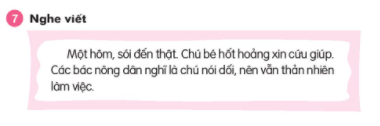 7 Nghe viết
Một hôm, sói đến thật. Chú bé hốt hoảng xin cứu giúp.
Các bác nông dân nghĩ là chú nói dối, nên vẫn thản nhiên
làm việc.